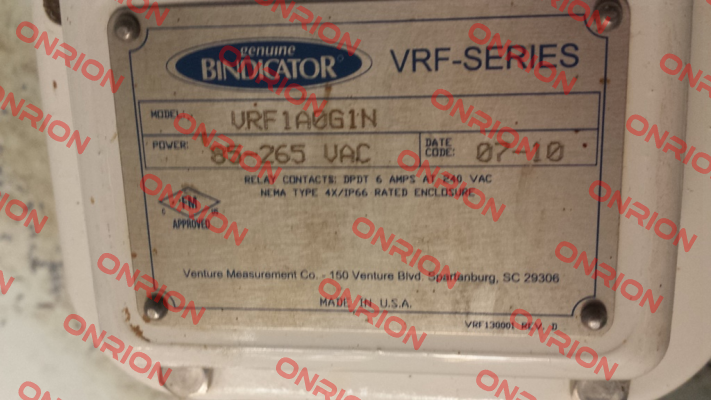 genuine
BINDICATOR®
VRF-SERIES
MODEL: VRF1A0G1N
POWER: 85-265 VAC DATE CODE: 07-10
RELAY CONTACTS: DPDT 6 AMPS AT 240 VAC
NEMA TYPE 4X/IP66 RATED ENCLOSURE
FM
APPROVED
Venture Measurement Co. - 150 Venture Blvd. Spartanburg, SC 29306
MADE IN U.S.A.
VRF130001 REV. D
ONRION